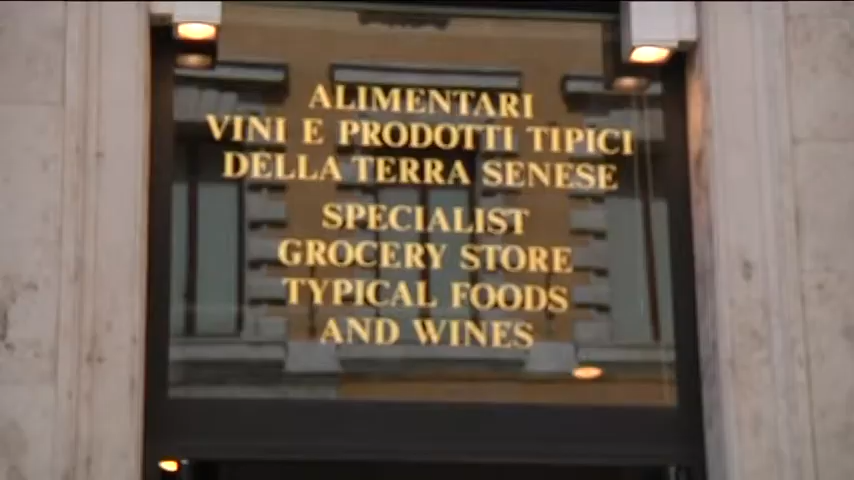 ALIMENTARI
VINI E PRODOTTI TIPICI
DELLA TERRA SENESE
SPECIALIST
GROCERY STORE
TYPICAL FOODS
AND WINES